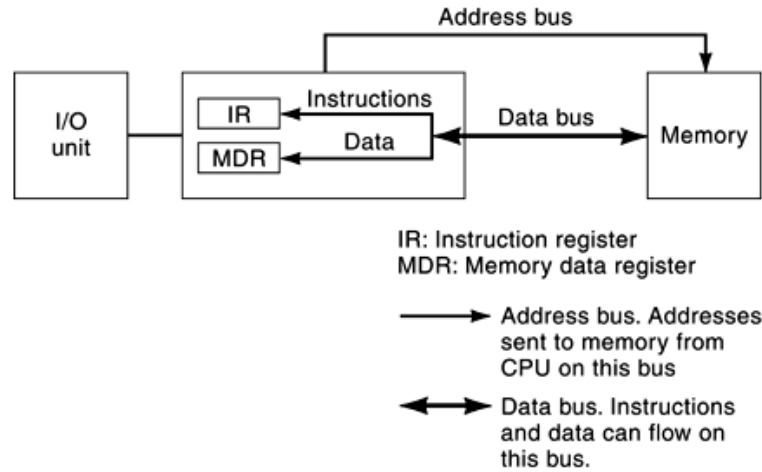 Address bus
I/O
unit
IR
Instructions
MDR
Data
Data bus
Memory
IR: Instruction register
MDR: Memory data register
Address bus. Addresses
sent to memory from
CPU on this bus
Data bus. Instructions
and data can flow on
this bus.